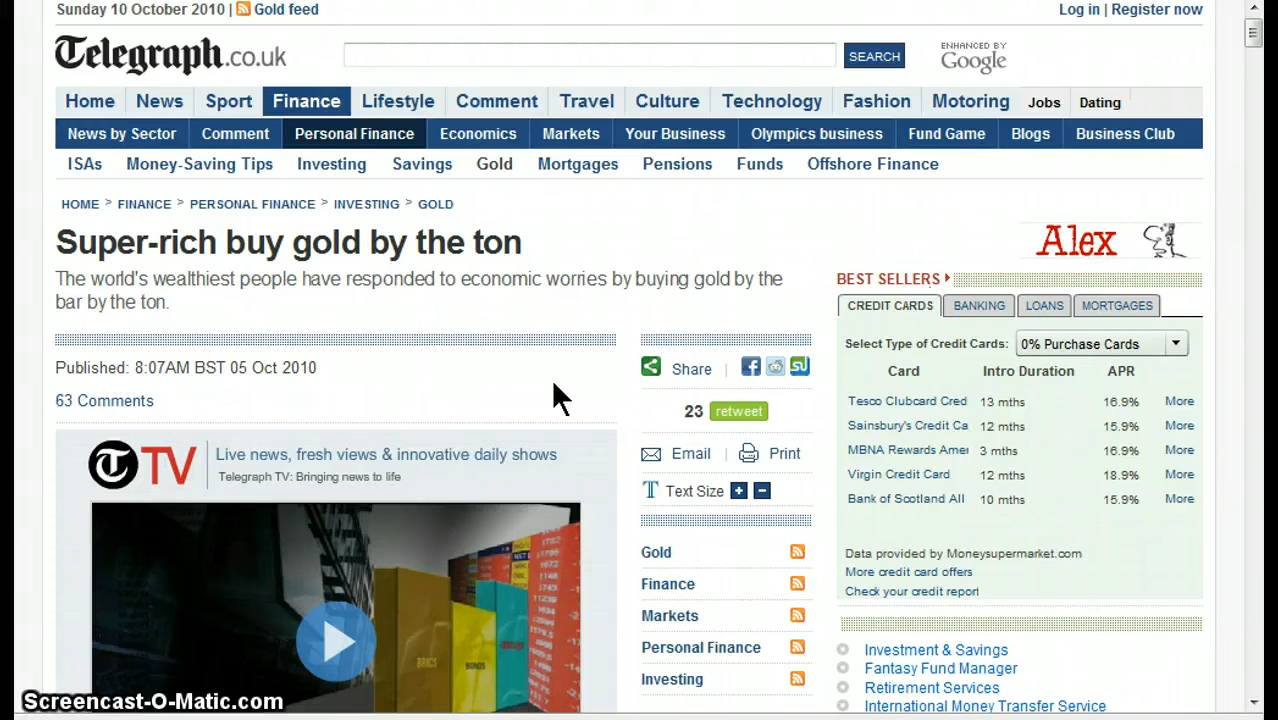 Sunday 10 October 2010 | Gold feed
Log in | Register now
Telegraph.co.uk
SEARCH
ENHANCED BY
Google
Home News Sport Finance Lifestyle Comment Travel Culture Technology Fashion Motoring Jobs Dating
News by Sector Comment Personal Finance Economics Markets Your Business Olympics business Fund Game Blogs Business Club
ISAs Money-Saving Tips Investing Savings Gold Mortgages Pensions Funds Offshore Finance
HOME > FINANCE > PERSONAL FINANCE > INVESTING > GOLD
Super-rich buy gold by the ton
The world's wealthiest people have responded to economic worries by buying gold by the
bar by the ton.
Published: 8:07AM BST 05 Oct 2010
63 Comments
TV
Live news, fresh views & innovative daily shows
Telegraph TV: Bringing news to life
BRICS
BONDS
Share
23 retweet
Email Print
Text Size + −
Gold
Finance
Markets
Personal Finance
Investing
Alex
BEST SELLERS
CREDIT CARDS BANKING LOANS MORTGAGES
Select Type of Credit Cards: 0% Purchase Cards
Card Intro Duration APR
Tesco Clubcard Cred 13 mths 16.9% More
Sainsbury's Credit Ca 12 mths 15.9% More
MBNA Rewards Amer 3 mths 16.9% More
Virgin Credit Card 12 mths 18.9% More
Bank of Scotland All 10 mths 15.9% More
Data provided by Moneysupermarket.com
More credit card offers
Check your credit report
Investment & Savings
Fantasy Fund Manager
Retirement Services
International Money Transfer Service
Screencast-O-Matic.com